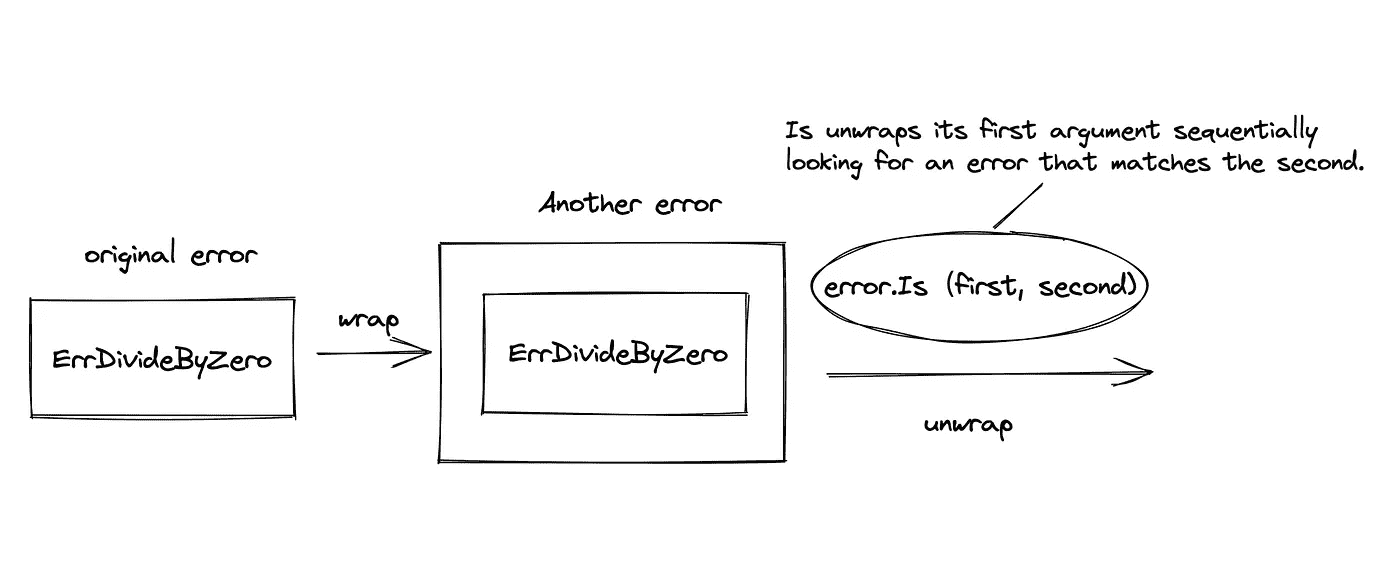 Is unwraps its first argument sequentially
looking for an error that matches the second.
Another error
original error
error.Is (first, second)
wrap
ErrDivideByZero
ErrDivideByZero
unwrap